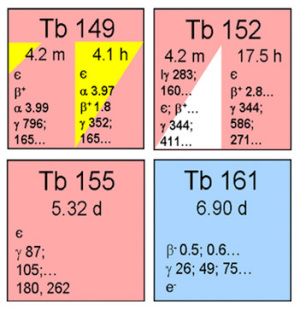 Tb 149
4.2 m 4.1 h
ϵ
β⁺
α 3.99
γ 796;
165...
ϵ
α 3.97
β⁺ 1.8
γ 352;
165...
Tb 152
4.2 m 17.5 h
Iγ 283;
160...
ϵ; β⁺...
γ 344;
411...
ϵ
β⁺ 2.8...
γ 344;
586;
271...
Tb 155
5.32 d
ϵ
γ 87;
105;...
180, 262
Tb 161
6.90 d
β⁻ 0.5; 0.6...
γ 26; 49; 75...
e⁻